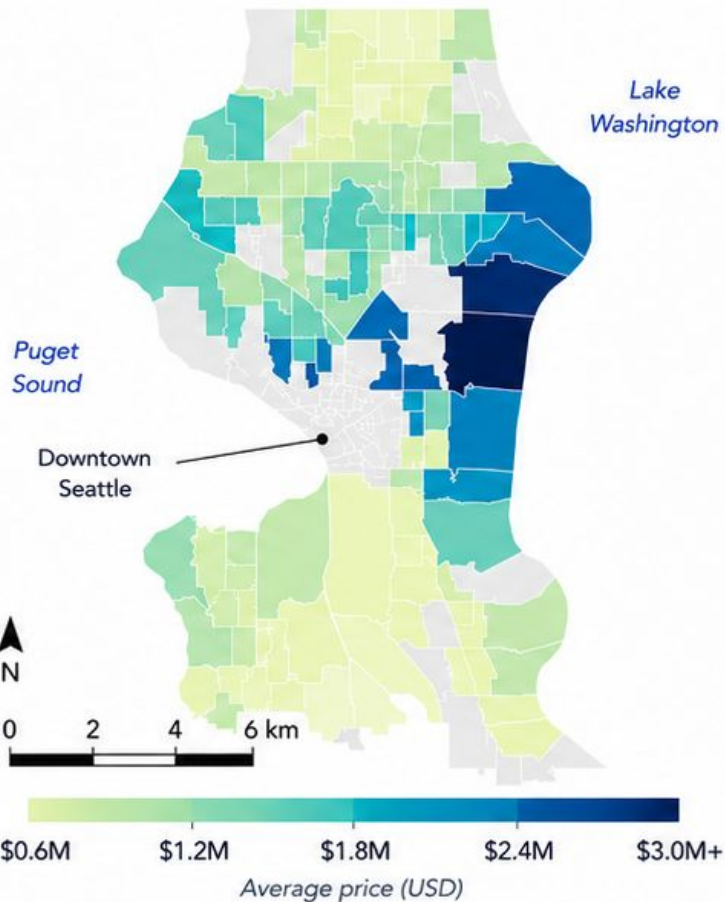 Lake
Washington
Puget
Sound
Downtown
Seattle
N
0 2 4 6 km
$0.6M $1.2M $1.8M $2.4M $3.0M+
Average price (USD)